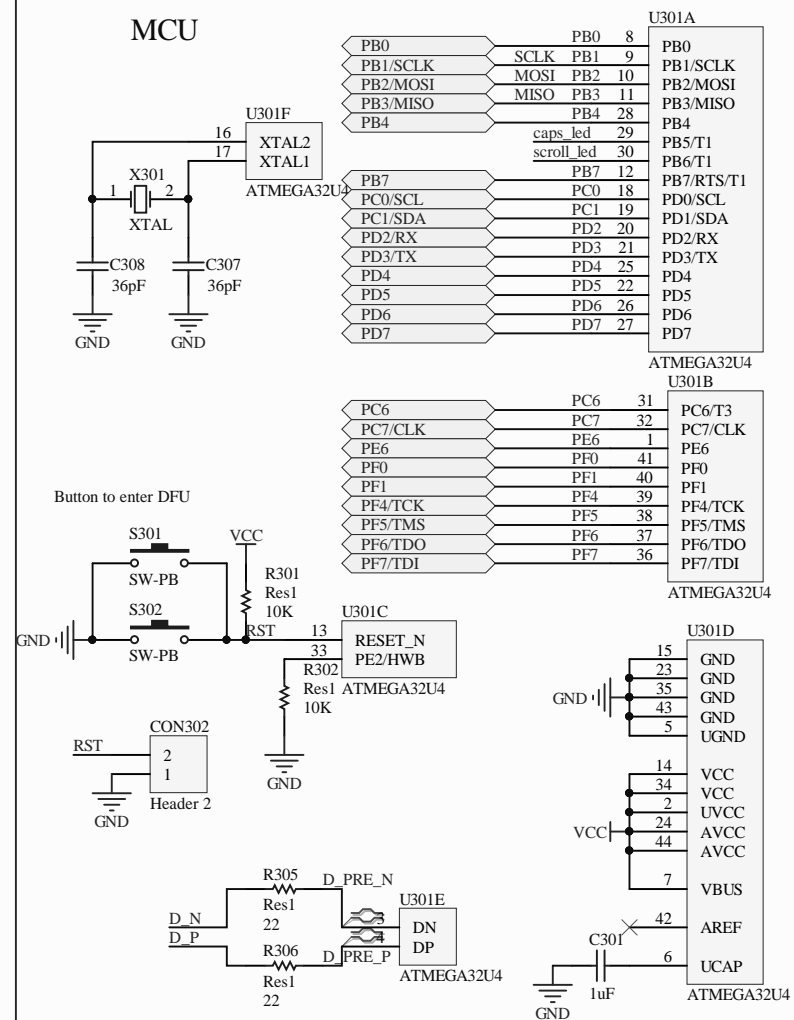 MCU
U301F
16 XTAL2
17 XTAL1
ATMEGA32U4
X301
1 2
XTAL
C308
36pF
C307
36pF
GND
GND
U301A
PB0 PB0 8 PB0
PB1/SCLK SCLK PB1 9 PB1/SCLK
PB2/MOSI MOSI PB2 10 PB2/MOSI
PB3/MISO MISO PB3 11 PB3/MISO
PB4 PB4 28 PB4
caps_led 29 PB5/T1
scroll_led 30 PB6/T1
PB7 PB7 12 PB7/RTS/T1
PC0/SCL PC0 18 PD0/SCL
PC1/SDA PC1 19 PD1/SDA
PD2/RX PD2 20 PD2/RX
PD3/TX PD3 21 PD3/TX
PD4 PD4 25 PD4
PD5 PD5 22 PD5
PD6 PD6 26 PD6
PD7 PD7 27 PD7
ATMEGA32U4
U301B
PC6 PC6 31 PC6/T3
PC7/CLK PC7 32 PC7/CLK
PE6 PE6 1 PE6
PF0 PF0 41 PF0
PF1 PF1 40 PF1
PF4/TCK PF4 39 PF4/TCK
PF5/TMS PF5 38 PF5/TMS
PF6/TDO PF6 37 PF6/TDO
PF7/TDI PF7 36 PF7/TDI
ATMEGA32U4
Button to enter DFU
S301
SW-PB
S302
SW-PB
GND
VCC
R301
Res1
10K
RST
U301C
13 RESET_N
33 PE2/HWB
ATMEGA32U4
R302
Res1
10K
GND
CON302
RST 2
1
Header 2
GND
U301D
15 GND
23 GND
35 GND
43 GND
5 UGND
GND
14 VCC
34 VCC
2 UVCC
24 AVCC
44 AVCC
VCC
7 VBUS
42 AREF
6 UCAP
ATMEGA32U4
C301
1uF
GND
D_N
D_P
R305
Res1
22
R306
Res1
22
D_PRE_N
D_PRE_P
U301E
3 DN
4 DP
ATMEGA32U4